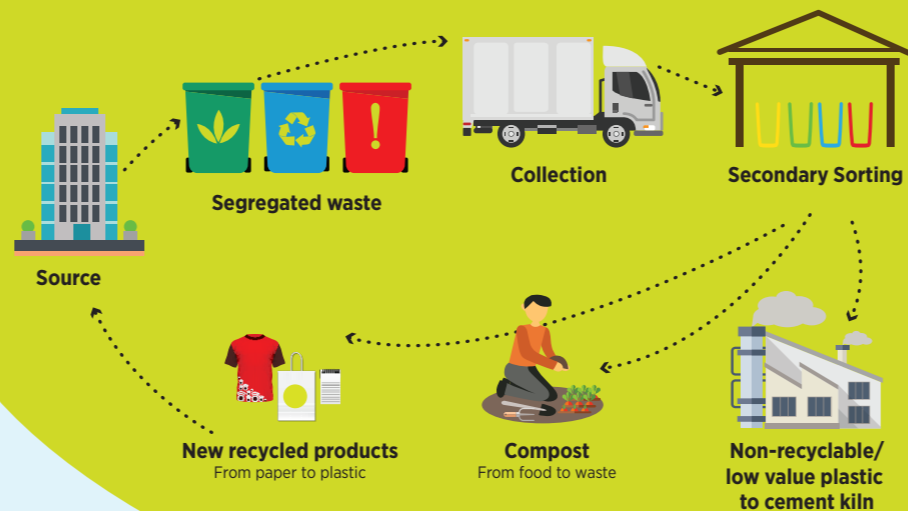 Collection
Secondary Sorting
Segregated waste
Source
New recycled products
From paper to plastic
Compost
From food to waste
Non-recyclable/
low value plastic
to cement kiln